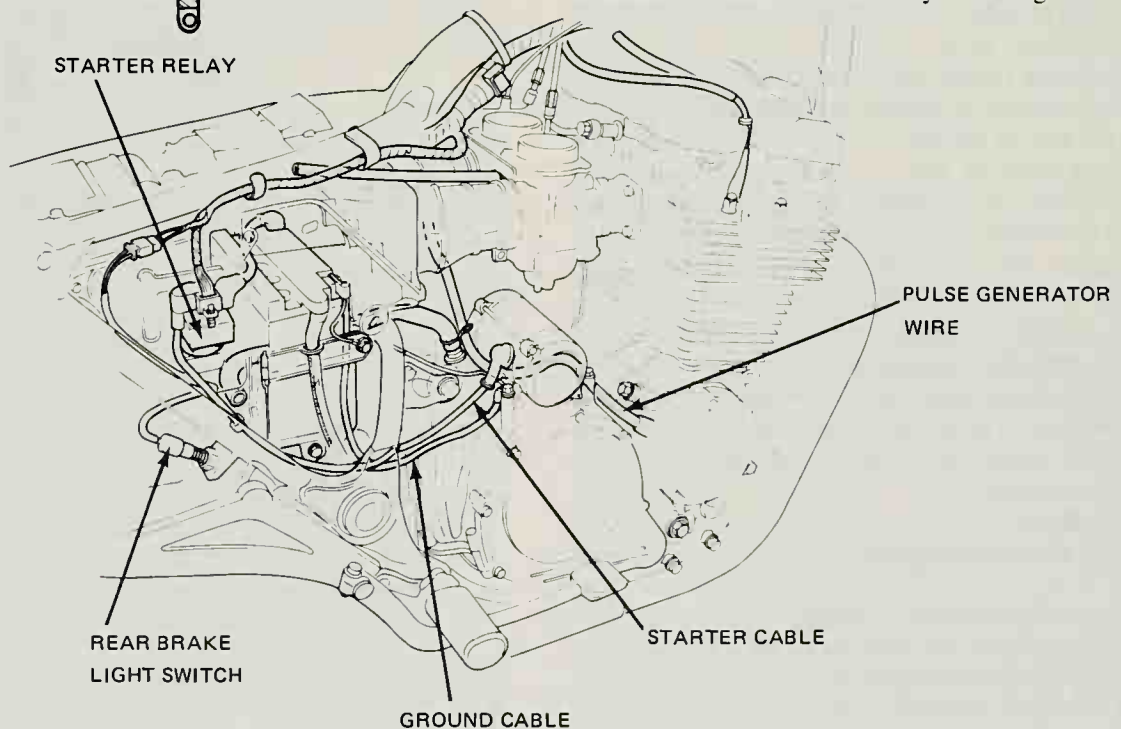 STARTER RELAY
PULSE GENERATOR
WIRE
REAR BRAKE
LIGHT SWITCH
STARTER CABLE
GROUND CABLE